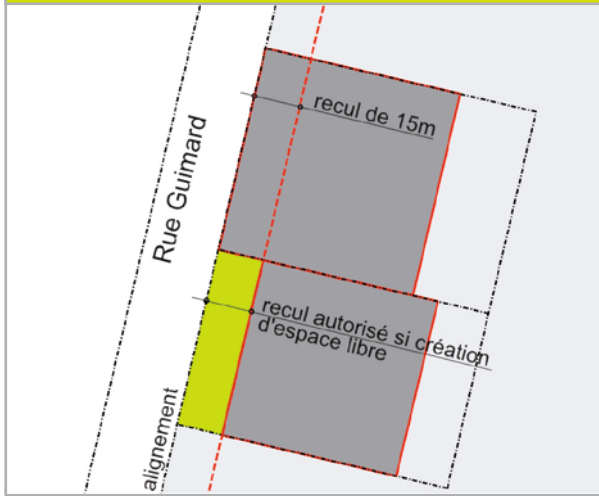 recul de 15m
Rue Guimard
recul autorisé si création
d'espace libre
alignement